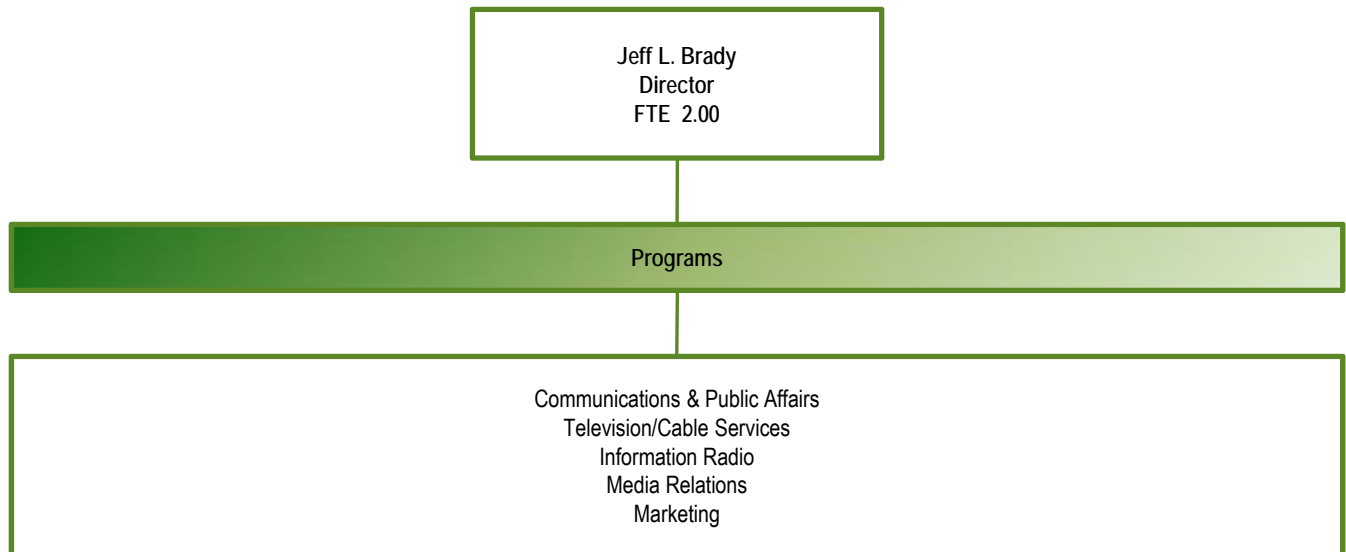 Jeff L. Brady
Director
FTE 2.00
Programs
Communications & Public Affairs
Television/Cable Services
Information Radio
Media Relations
Marketing